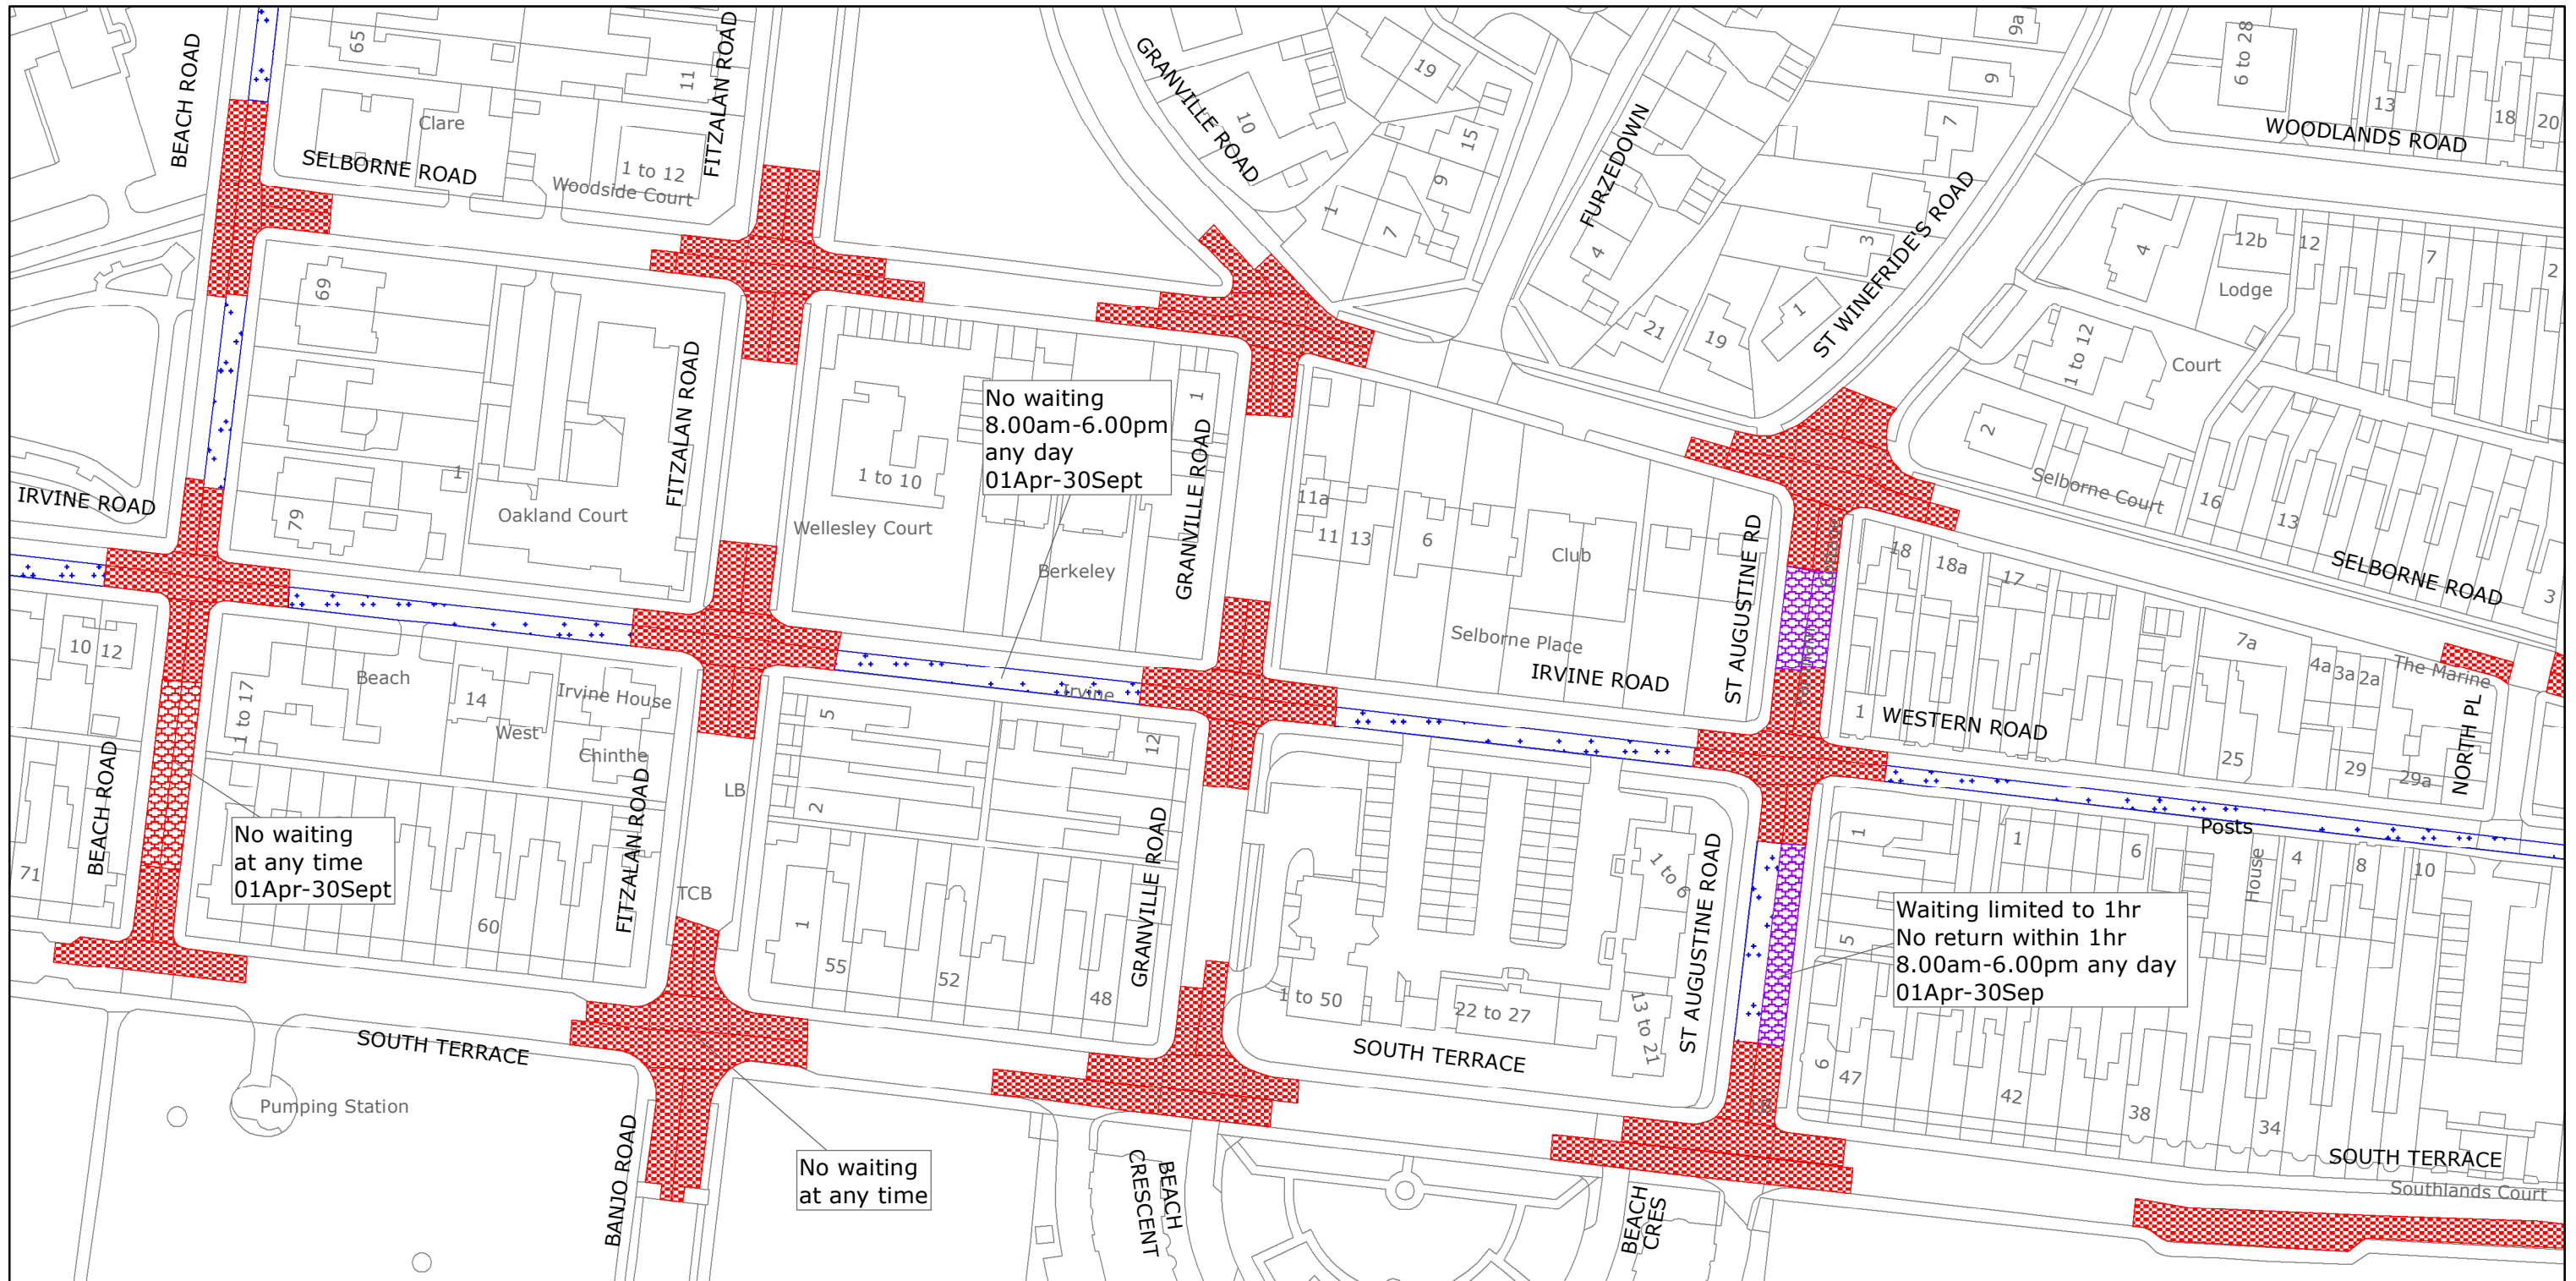 65
BEACH ROAD
FITZALAN ROAD
11
Clare
SELBORNE ROAD
1 to 12
Woodside Court
GRANVILLE ROAD
10
19
15
9
1
7
FURZEDOWN
4
9a
9
7
3
1
21
19
ST WINEFRIDE'S ROAD
6 to 28
13
18
20
WOODLANDS ROAD
4
12b
12
Lodge
7
2
1 to 12
Court
2
Selborne Court
16
13
SELBORNE ROAD
3
69
79
1
Oakland Court
FITZALAN ROAD
IRVINE ROAD
No waiting
8.00am-6.00pm
any day
01Apr-30Sept
1 to 10
Wellesley Court
Berkeley
1
GRANVILLE ROAD
11a
11
13
6
Club
Selborne Place
IRVINE ROAD
ST AUGUSTINE RD
18
18a
17
1
WESTERN ROAD
7a
4a
3a
2a
The Marine
25
29
29a
NORTH PL
10
12
1 to 17
Beach
14
West
Irvine House
Chinthe
Irvine
5
12
LB
2
BEACH ROAD
71
No waiting
at any time
01Apr-30Sept
60
FITZALAN ROAD
TCB
1
55
52
48
GRANVILLE ROAD
1 to 50
22 to 27
1 to 6
13 to 21
ST AUGUSTINE ROAD
1
5
6
47
1
6
Posts
House
4
8
10
Waiting limited to 1hr
No return within 1hr
8.00am-6.00pm any day
01Apr-30Sep
42
38
34
SOUTH TERRACE
SOUTH TERRACE
SOUTH TERRACE
Southlands Court
Pumping Station
BANJO ROAD
No waiting
at any time
BEACH
CRESCENT
BEACH
CRES
LB